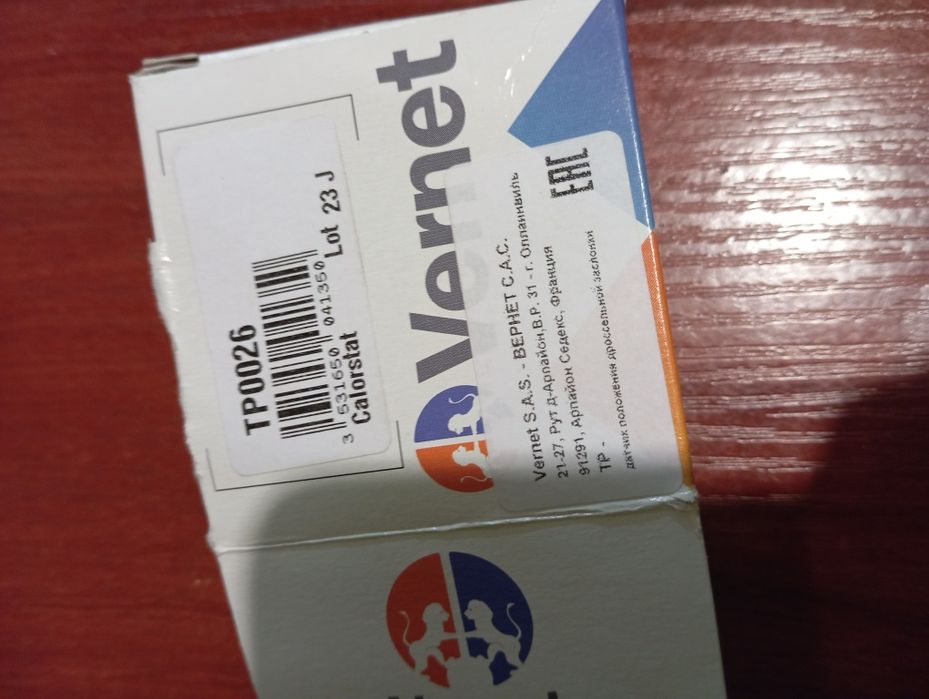 TP0026
3 531650 041350
Calorstat
Lot 23 J
Vernet
Vernet S.A.S. - ВЕРНЕТ С.А.С.
21-27, Рут Д-Арпайон,B.P. 31 - г. Оллаинвиль
91291, Арпайон Седекс, Франция
TP -
датчик положения дроссельной заслонки
EAC